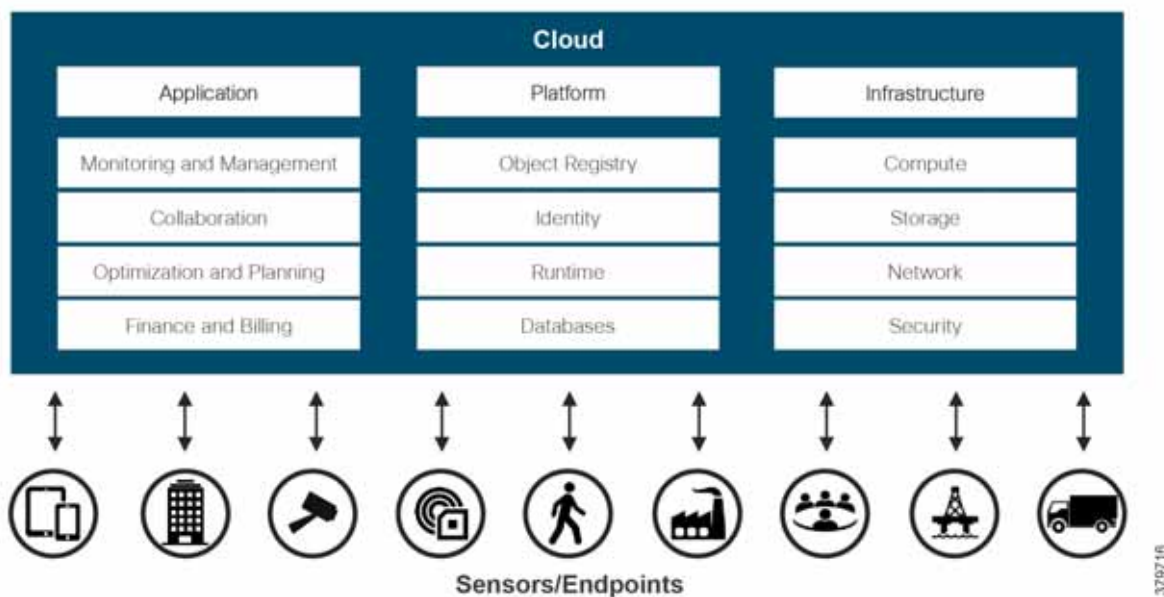 Cloud
Application
Platform
Infrastructure
Monitoring and Management
Object Registry
Compute
Collaboration
Identity
Storage
Optimization and Planning
Runtime
Network
Finance and Billing
Databases
Security
Sensors/Endpoints
379716